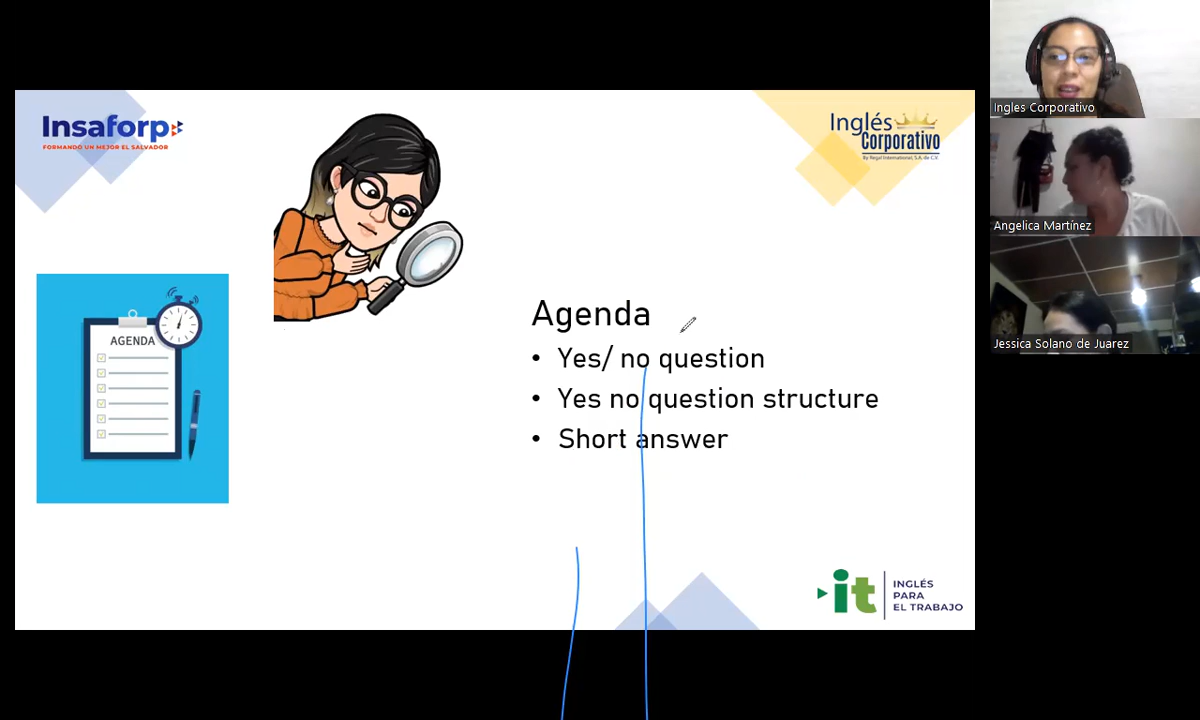 Insaforp
FORMANDO UN MEJOR EL SALVADOR
Inglés
Corporativo
By Regal International, S.A. de C.V.
AGENDA
Agenda
• Yes/ no question
• Yes no question structure
• Short answer
it
INGLÉS
PARA
EL TRABAJO
Ingles Corporativo
Angelica Martínez
Jessica Solano de Juarez